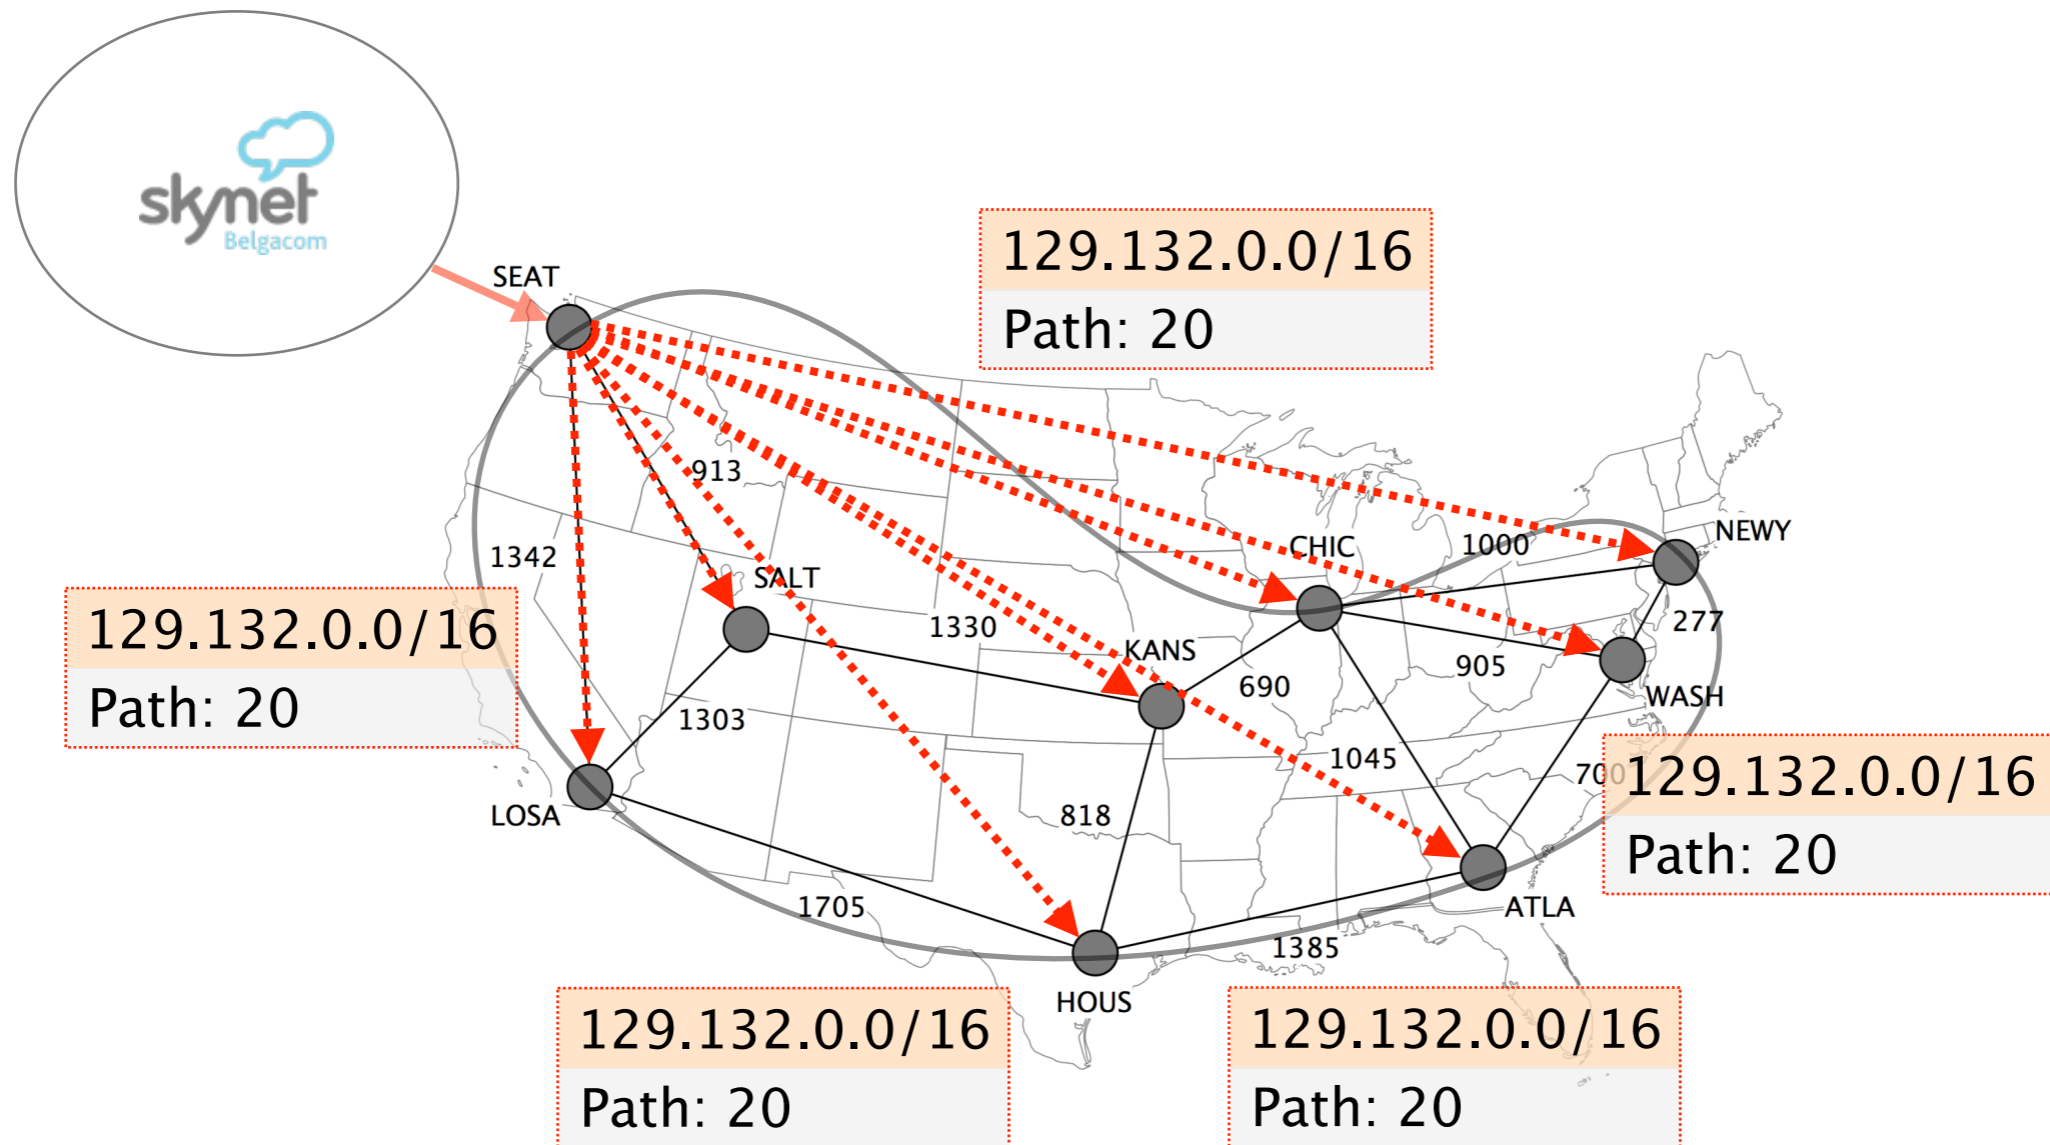 skynet
Belgacom
SEAT
129.132.0.0/16
Path: 20
913
1342
SALT
CHIC
1000
NEWY
129.132.0.0/16
Path: 20
1330
KANS
277
690
905
WASH
1303
1045
700
129.132.0.0/16
Path: 20
LOSA
818
1705
ATLA
1385
HOUS
129.132.0.0/16
Path: 20
129.132.0.0/16
Path: 20